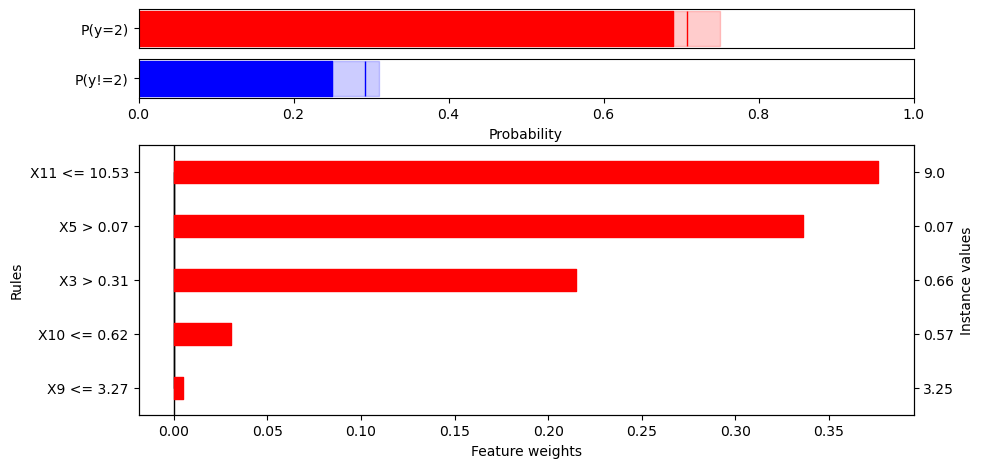 P(y=2)
P(y!=2)
0.0 0.2 0.4 0.6 0.8 1.0
Probability
Rules
X11 <= 10.53 9.0
X5 > 0.07 0.07
X3 > 0.31 0.66
X10 <= 0.62 0.57
X9 <= 3.27 3.25
Instance values
0.00 0.05 0.10 0.15 0.20 0.25 0.30 0.35
Feature weights